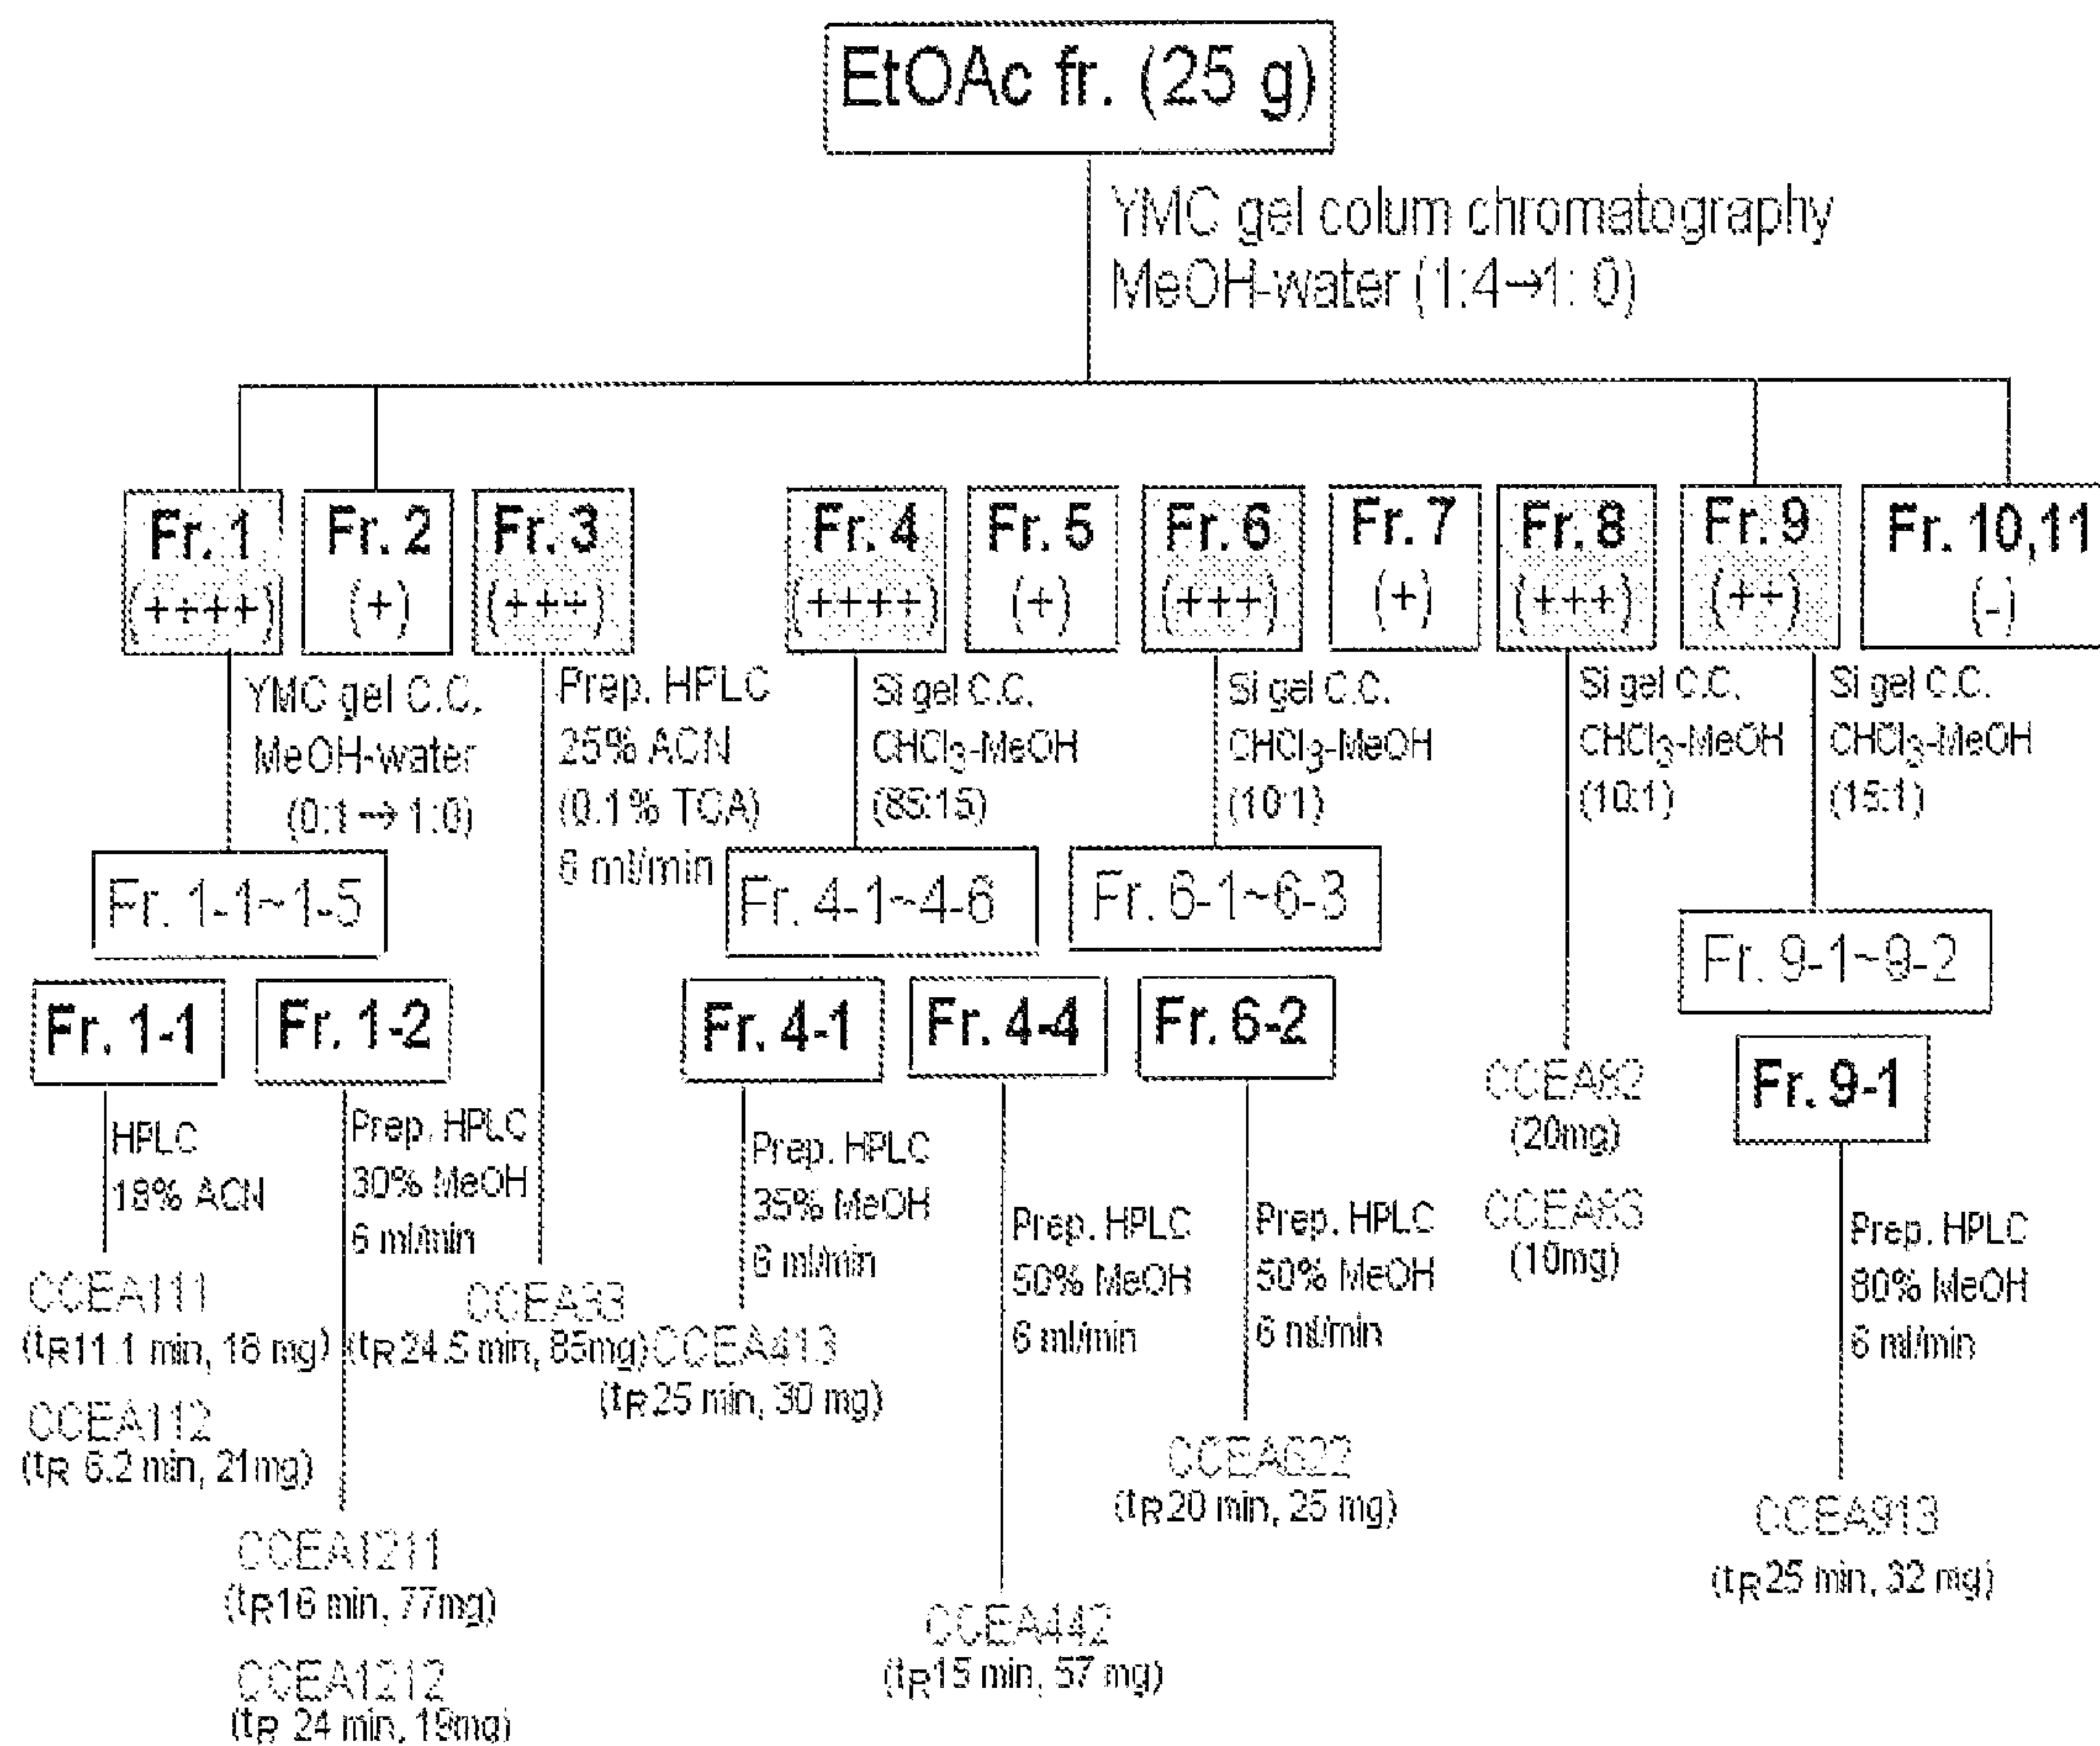 EtOAc fr. (25 g)
YMC gel colum chromatography
MeOH-water (1:4→1: 0)
Fr. 1
(++++)
Fr. 2
(+)
Fr. 3
(+++)
Fr. 4
(++++)
Fr. 5
(+)
Fr. 6
(+++)
Fr. 7
(+)
Fr. 8
(+++)
Fr. 9
(++)
Fr. 10,11
(-)
YMC gel C.C.
MeOH-water
(0:1→1:0)
Prep. HPLC
25% ACN
(0.1% TCA)
6 ml/min
Si gel C.C.
CHCl3-MeOH
(85:15)
Si gel C.C.
CHCl3-MeOH
(10:1)
Si gel C.C.
CHCl3-MeOH
(10:1)
Si gel C.C.
CHCl3-MeOH
(15:1)
Fr. 1-1~1-5
Fr. 4-1~4-6
Fr. 6-1~6-3
Fr. 9-1~9-2
Fr. 1-1
Fr. 1-2
Fr. 4-1
Fr. 4-4
Fr. 6-2
Fr. 9-1
HPLC
18% ACN
Prep. HPLC
30% MeOH
6 ml/min
Prep. HPLC
35% MeOH
6 ml/min
Prep. HPLC
50% MeOH
6 ml/min
Prep. HPLC
50% MeOH
6 ml/min
CCEA82
(20mg)
CCEA83
(10mg)
Prep. HPLC
80% MeOH
6 ml/min
CCEA111
(tR11.1 min, 18 mg)
CCEA112
(tR 6.2 min, 21mg)
CCEA33
(tR24.5 min, 85mg)
CCEA413
(tR25 min, 30 mg)
CCEA622
(tR20 min, 25 mg)
CCEA913
(tR25 min, 32 mg)
CCEA1211
(tR16 min, 77mg)
CCEA1212
(tR 24 min, 19mg)
CCEA442
(tR15 min, 57 mg)